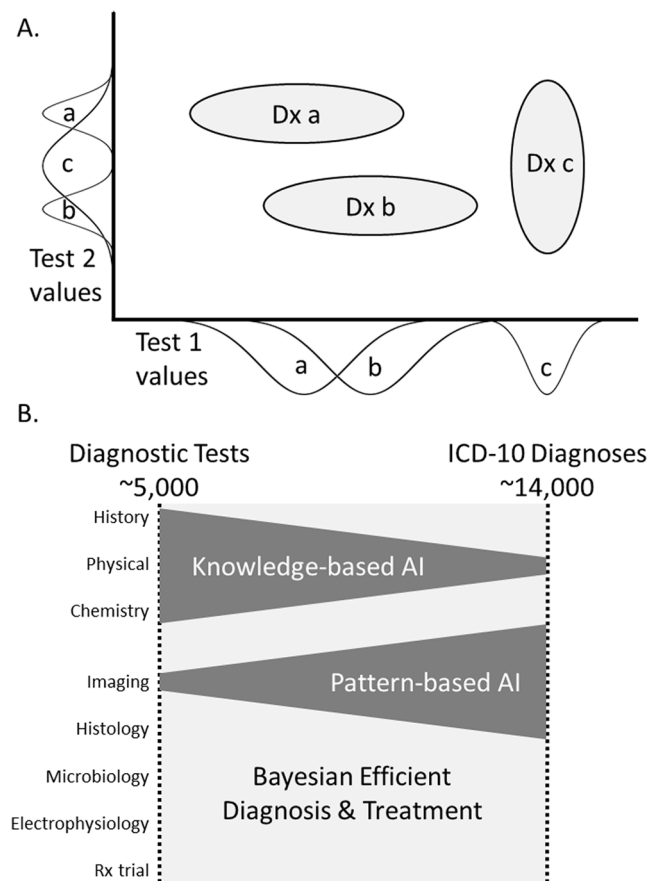 A.
a
c
b
Test 2
values
Dx a
Dx b
Dx c
Test 1
values
a
b
c
B.
Diagnostic Tests
~5,000
ICD-10 Diagnoses
~14,000
History
Physical
Chemistry
Imaging
Histology
Microbiology
Electrophysiology
Rx trial
Knowledge-based AI
Pattern-based AI
Bayesian Efficient
Diagnosis & Treatment